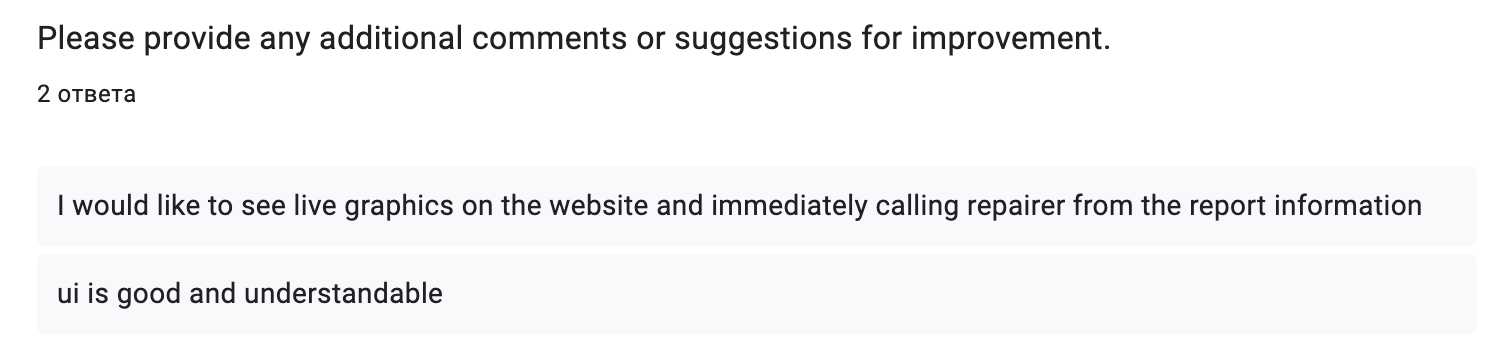 Please provide any additional comments or suggestions for improvement.
2 ответа
I would like to see live graphics on the website and immediately calling repairer from the report information
ui is good and understandable